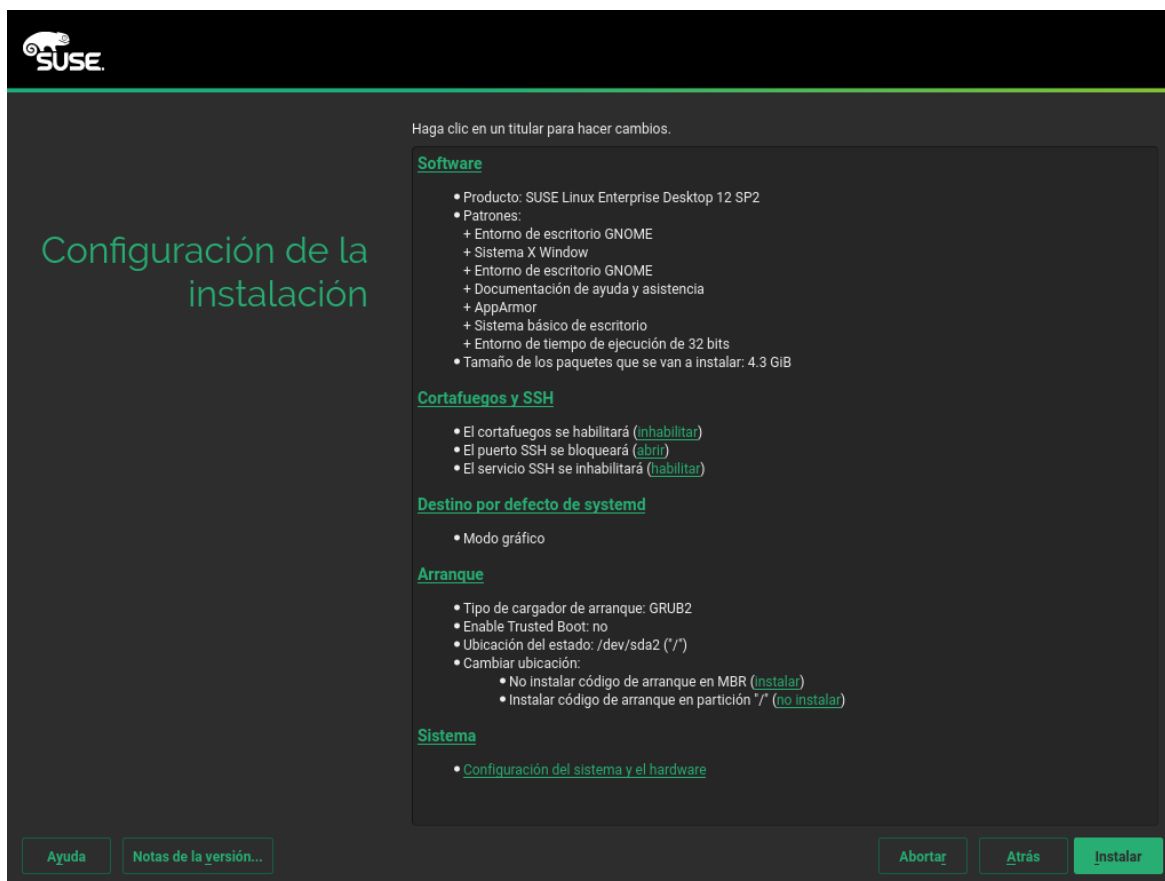 SUSE.
Haga clic en un titular para hacer cambios.
Configuración de la
instalación
Software
• Producto: SUSE Linux Enterprise Desktop 12 SP2
• Patrones:
+ Entorno de escritorio GNOME
+ Sistema X Window
+ Entorno de escritorio GNOME
+ Documentación de ayuda y asistencia
+ AppArmor
+ Sistema básico de escritorio
+ Entorno de tiempo de ejecución de 32 bits
• Tamaño de los paquetes que se van a instalar: 4.3 GiB
Cortafuegos y SSH
• El cortafuegos se habilitará (inhabilitar)
• El puerto SSH se bloqueará (abrir)
• El servicio SSH se inhabilitará (habilitar)
Destino por defecto de systemd
• Modo gráfico
Arranque
• Tipo de cargador de arranque: GRUB2
• Enable Trusted Boot: no
• Ubicación del estado: /dev/sda2 ("/")
• Cambiar ubicación:
• No instalar código de arranque en MBR (instalar)
• Instalar código de arranque en partición "/" (no instalar)
Sistema
• Configuración del sistema y el hardware
Ayuda
Notas de la versión...
Abortar
Atrás
Instalar